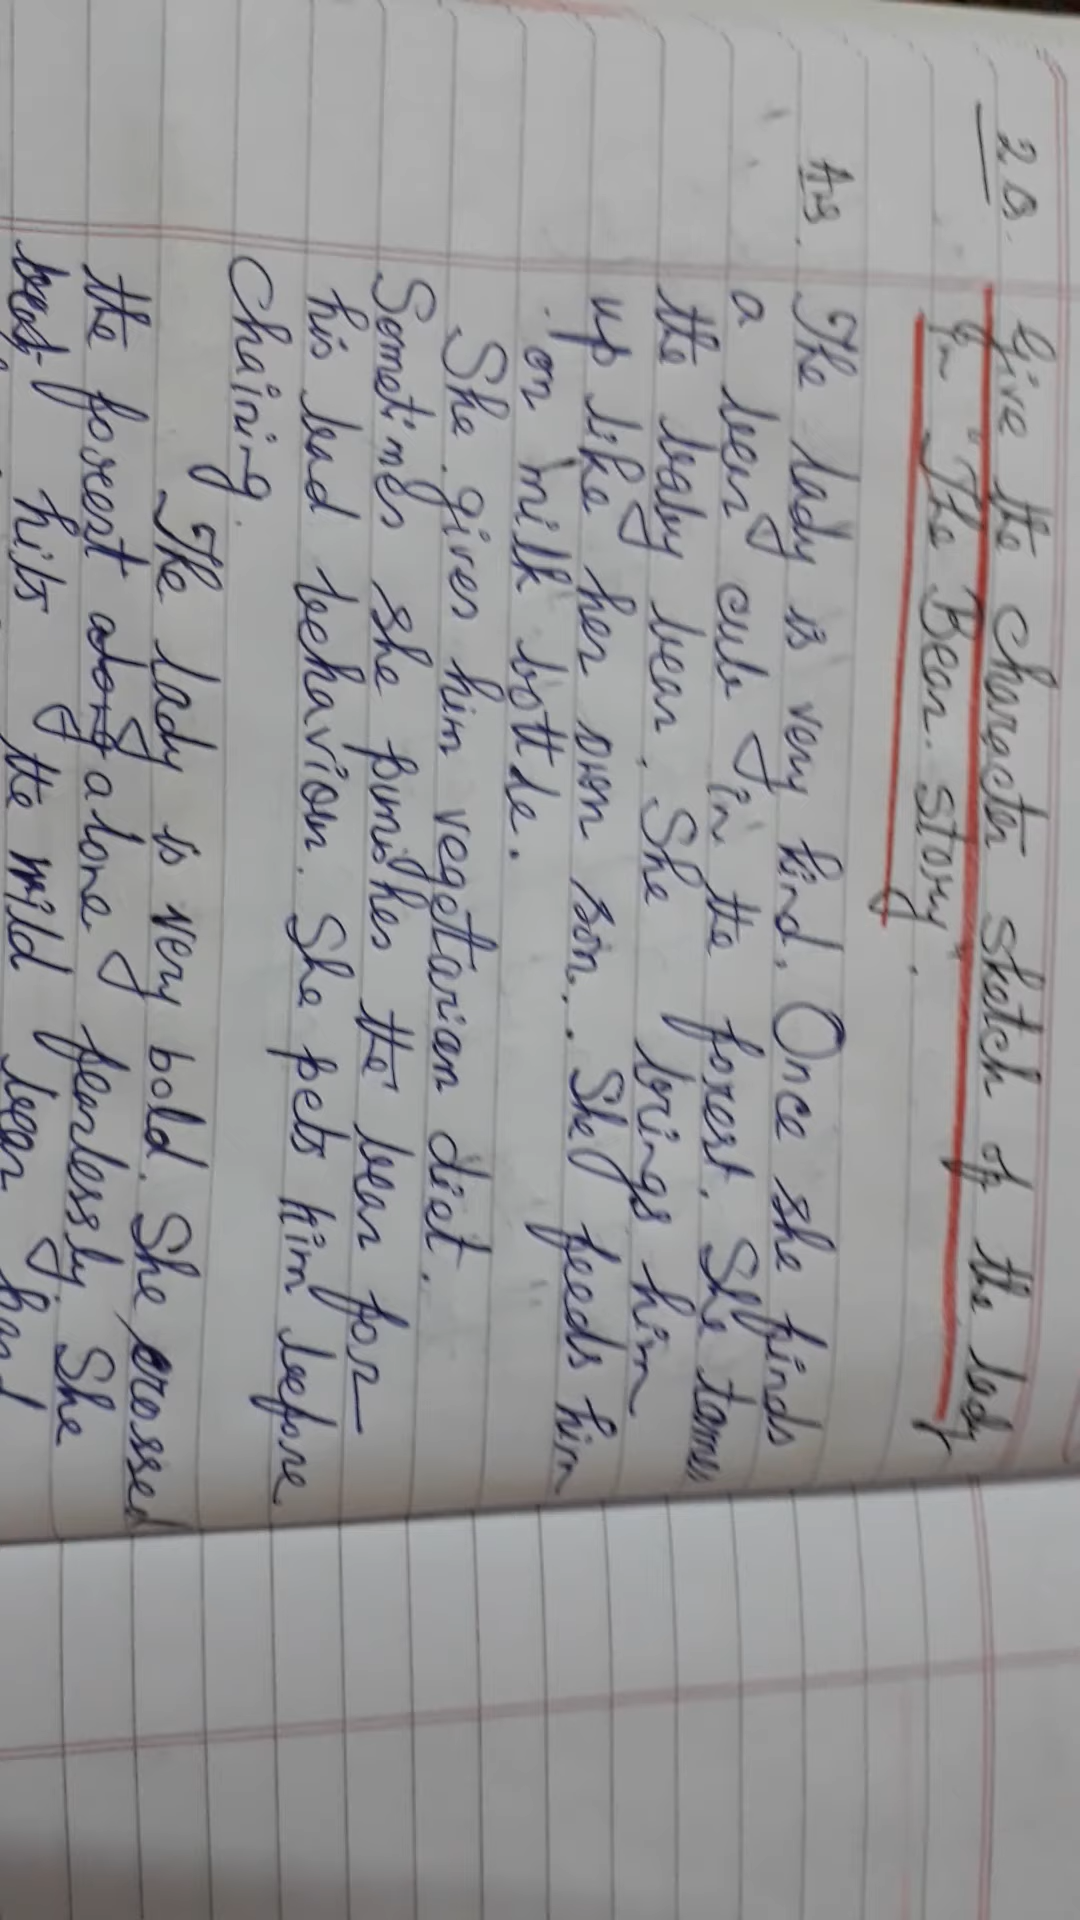 2 Q. Give the Character Sketch of the lady
in "The Bear Story".
Ans. The lady is very kind. Once she finds
a bear cub in the forest. She tames
the baby bear. She brings him
up like her own son. She feeds him
on milk bottle.
She gives him vegetarian diet.
Sometimes she punishes the bear for
his bad behaviour. She pets him before
Chaining.
The lady is very bold. She crossed
the forest alone fearlessly. She
hits the wild bear